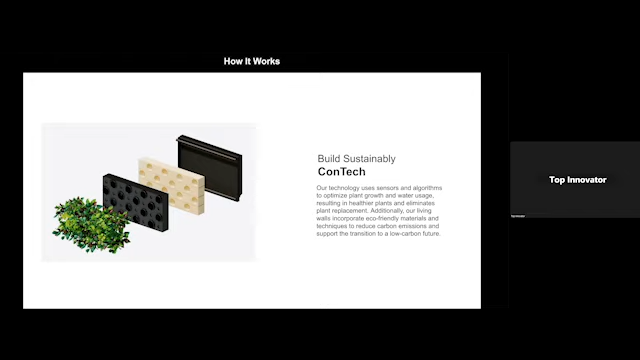 How It Works
Build Sustainably
ConTech
Our technology uses sensors and algorithms
to optimize plant growth and water usage,
resulting in healthier plants and eliminates
plant replacement. Additionally, our living
walls incorporate eco-friendly materials and
techniques to reduce carbon emissions and
support the transition to a low-carbon future.
Top Innovator
Top Innovator